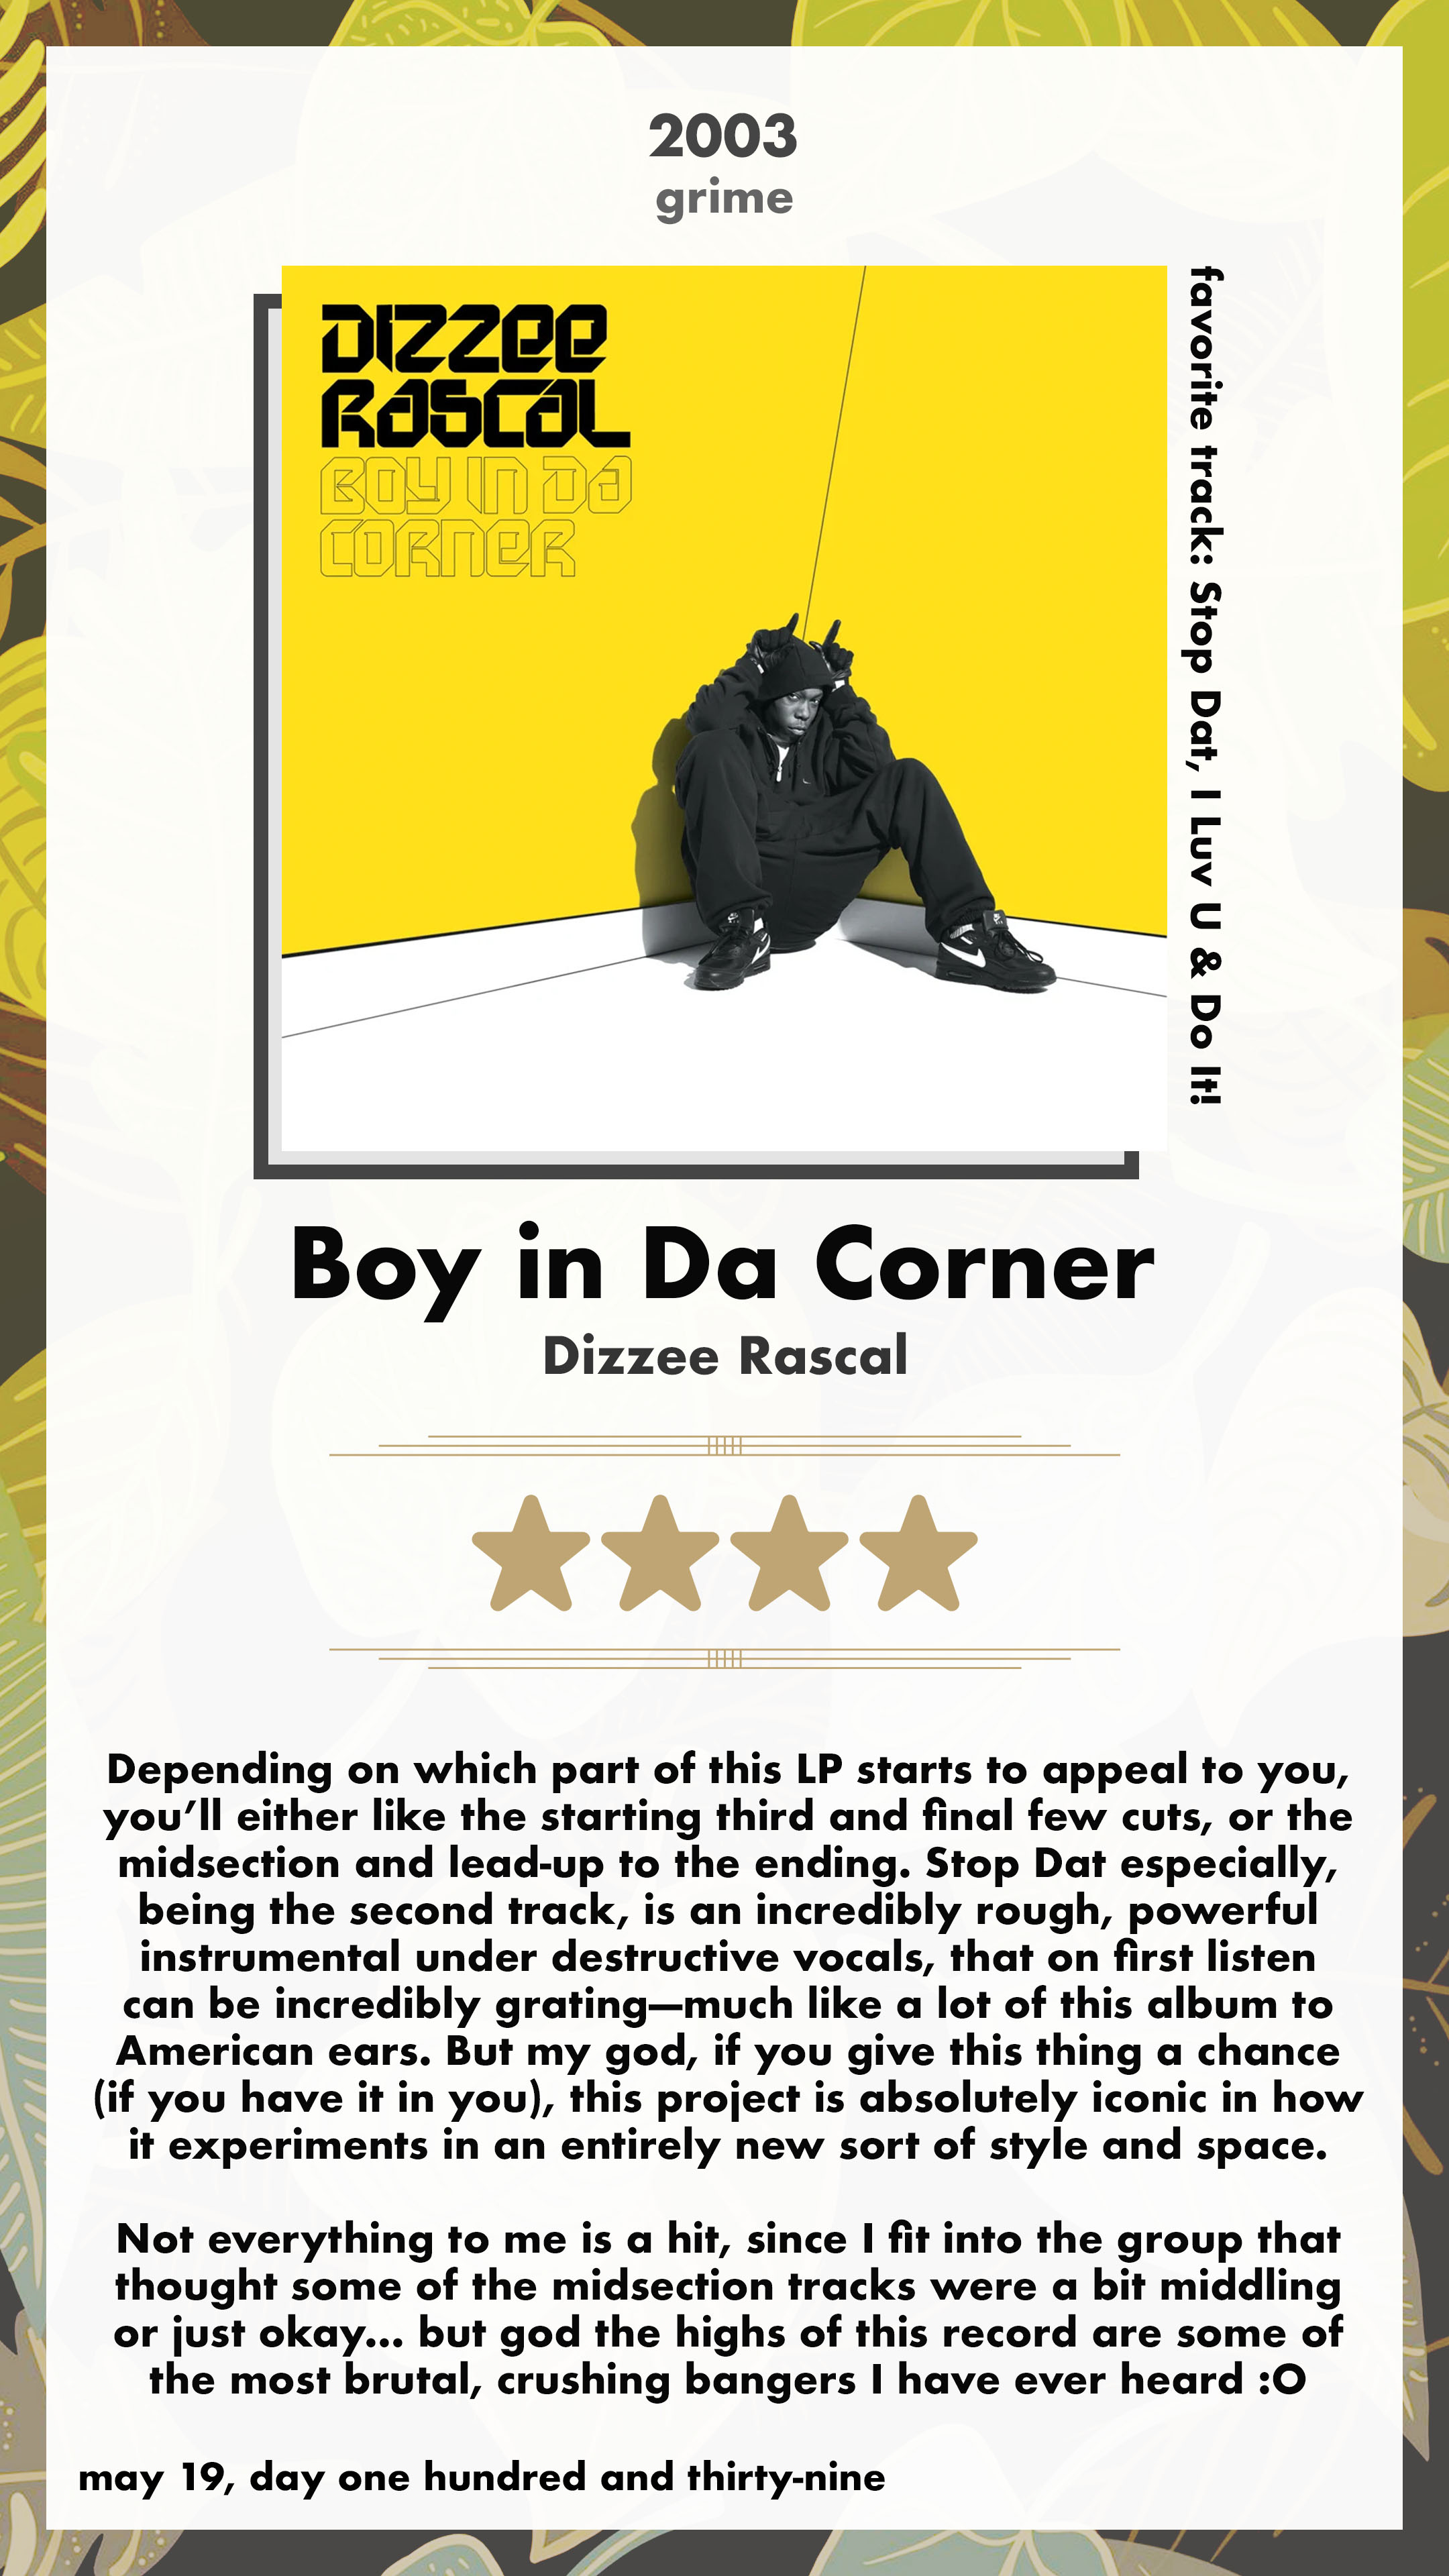 2003
grime
DIZZEE
RASCAL
BOY IN DA
CORNER
favorite track: Stop Dat, I Luv U & Do It!
Boy in Da Corner
Dizzee Rascal
Depending on which part of this LP starts to appeal to you,
you’ll either like the starting third and final few cuts, or the
midsection and lead-up to the ending. Stop Dat especially,
being the second track, is an incredibly rough, powerful
instrumental under destructive vocals, that on first listen
can be incredibly grating—much like a lot of this album to
American ears. But my god, if you give this thing a chance
(if you have it in you), this project is absolutely iconic in how
it experiments in an entirely new sort of style and space.
Not everything to me is a hit, since I fit into the group that
thought some of the midsection tracks were a bit middling
or just okay... but god the highs of this record are some of
the most brutal, crushing bangers I have ever heard :O
may 19, day one hundred and thirty-nine